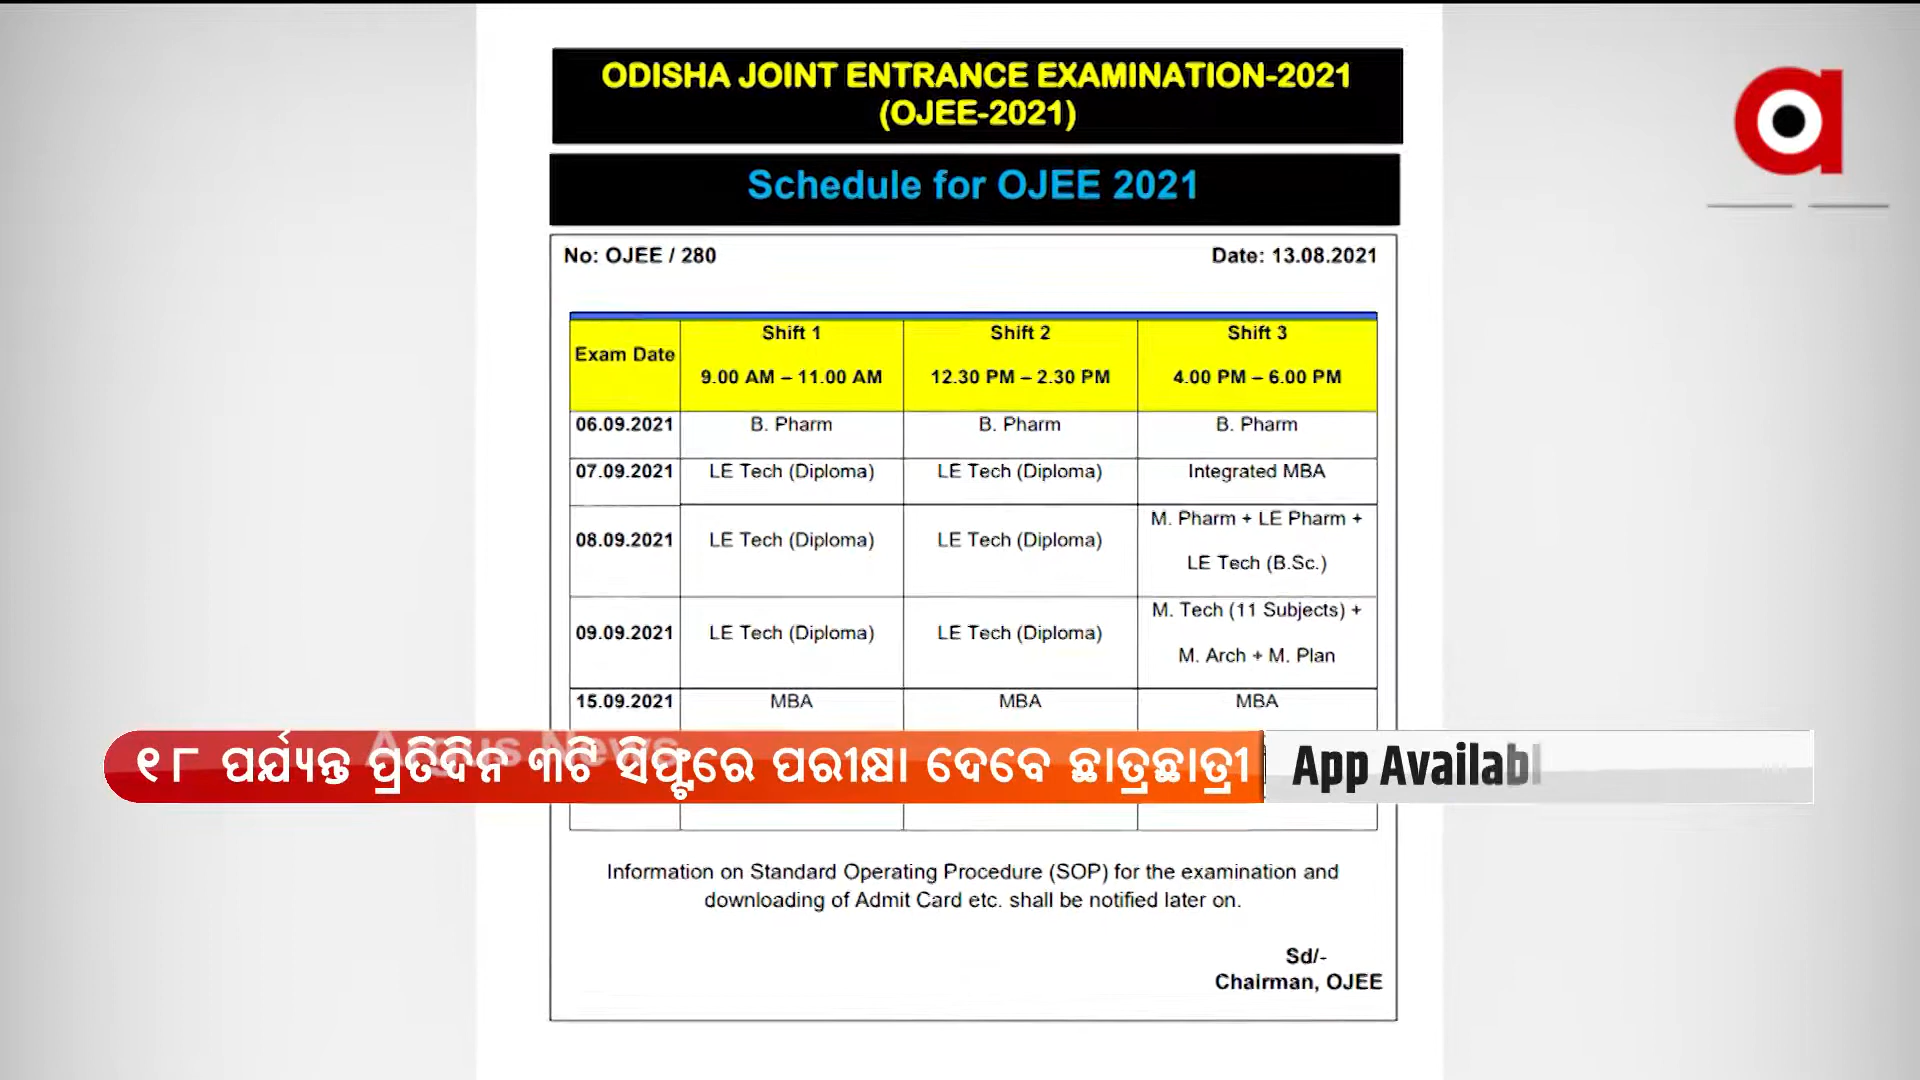 ODISHA JOINT ENTRANCE EXAMINATION-2021
(OJEE-2021)
Schedule for OJEE 2021
No: OJEE / 280 Date: 13.08.2021
Exam Date Shift 1 Shift 2 Shift 3
9.00 AM – 11.00 AM 12.30 PM – 2.30 PM 4.00 PM – 6.00 PM
06.09.2021 B. Pharm B. Pharm B. Pharm
07.09.2021 LE Tech (Diploma) LE Tech (Diploma) Integrated MBA
08.09.2021 LE Tech (Diploma) LE Tech (Diploma) M. Pharm + LE Pharm +
LE Tech (B.Sc.)
09.09.2021 LE Tech (Diploma) LE Tech (Diploma) M. Tech (11 Subjects) +
M. Arch + M. Plan
15.09.2021 MBA MBA MBA
Argus News
୧୮ ପର୍ଯ୍ୟନ୍ତ ପ୍ରତିଦିନ ୩ଟି ସିଫ୍ଟରେ ପରୀକ୍ଷା ଦେବେ ଛାତ୍ରଛାତ୍ରୀ
App Availabl
Information on Standard Operating Procedure (SOP) for the examination and
downloading of Admit Card etc. shall be notified later on.
Sd/-
Chairman, OJEE